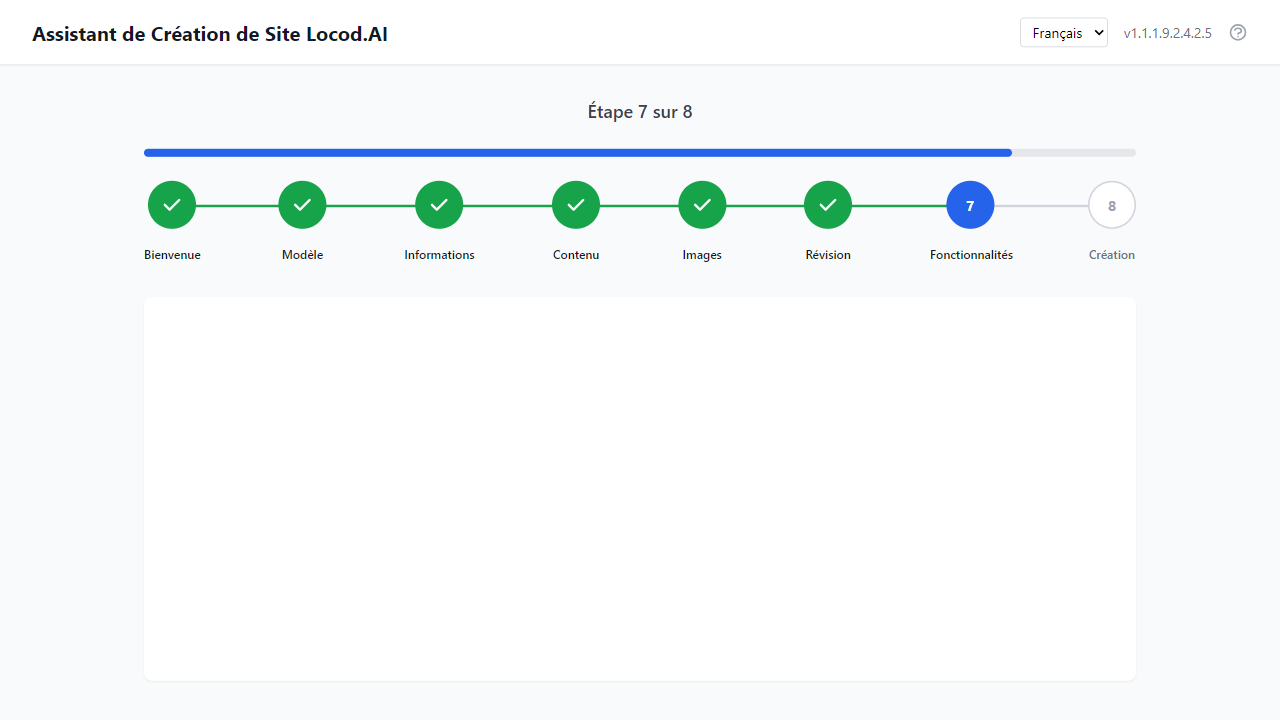 Assistant de Création de Site Locod.AI
Français
v1.1.1.9.2.4.2.5
Étape 7 sur 8
7
8
Bienvenue
Modèle
Informations
Contenu
Images
Révision
Fonctionnalités
Création